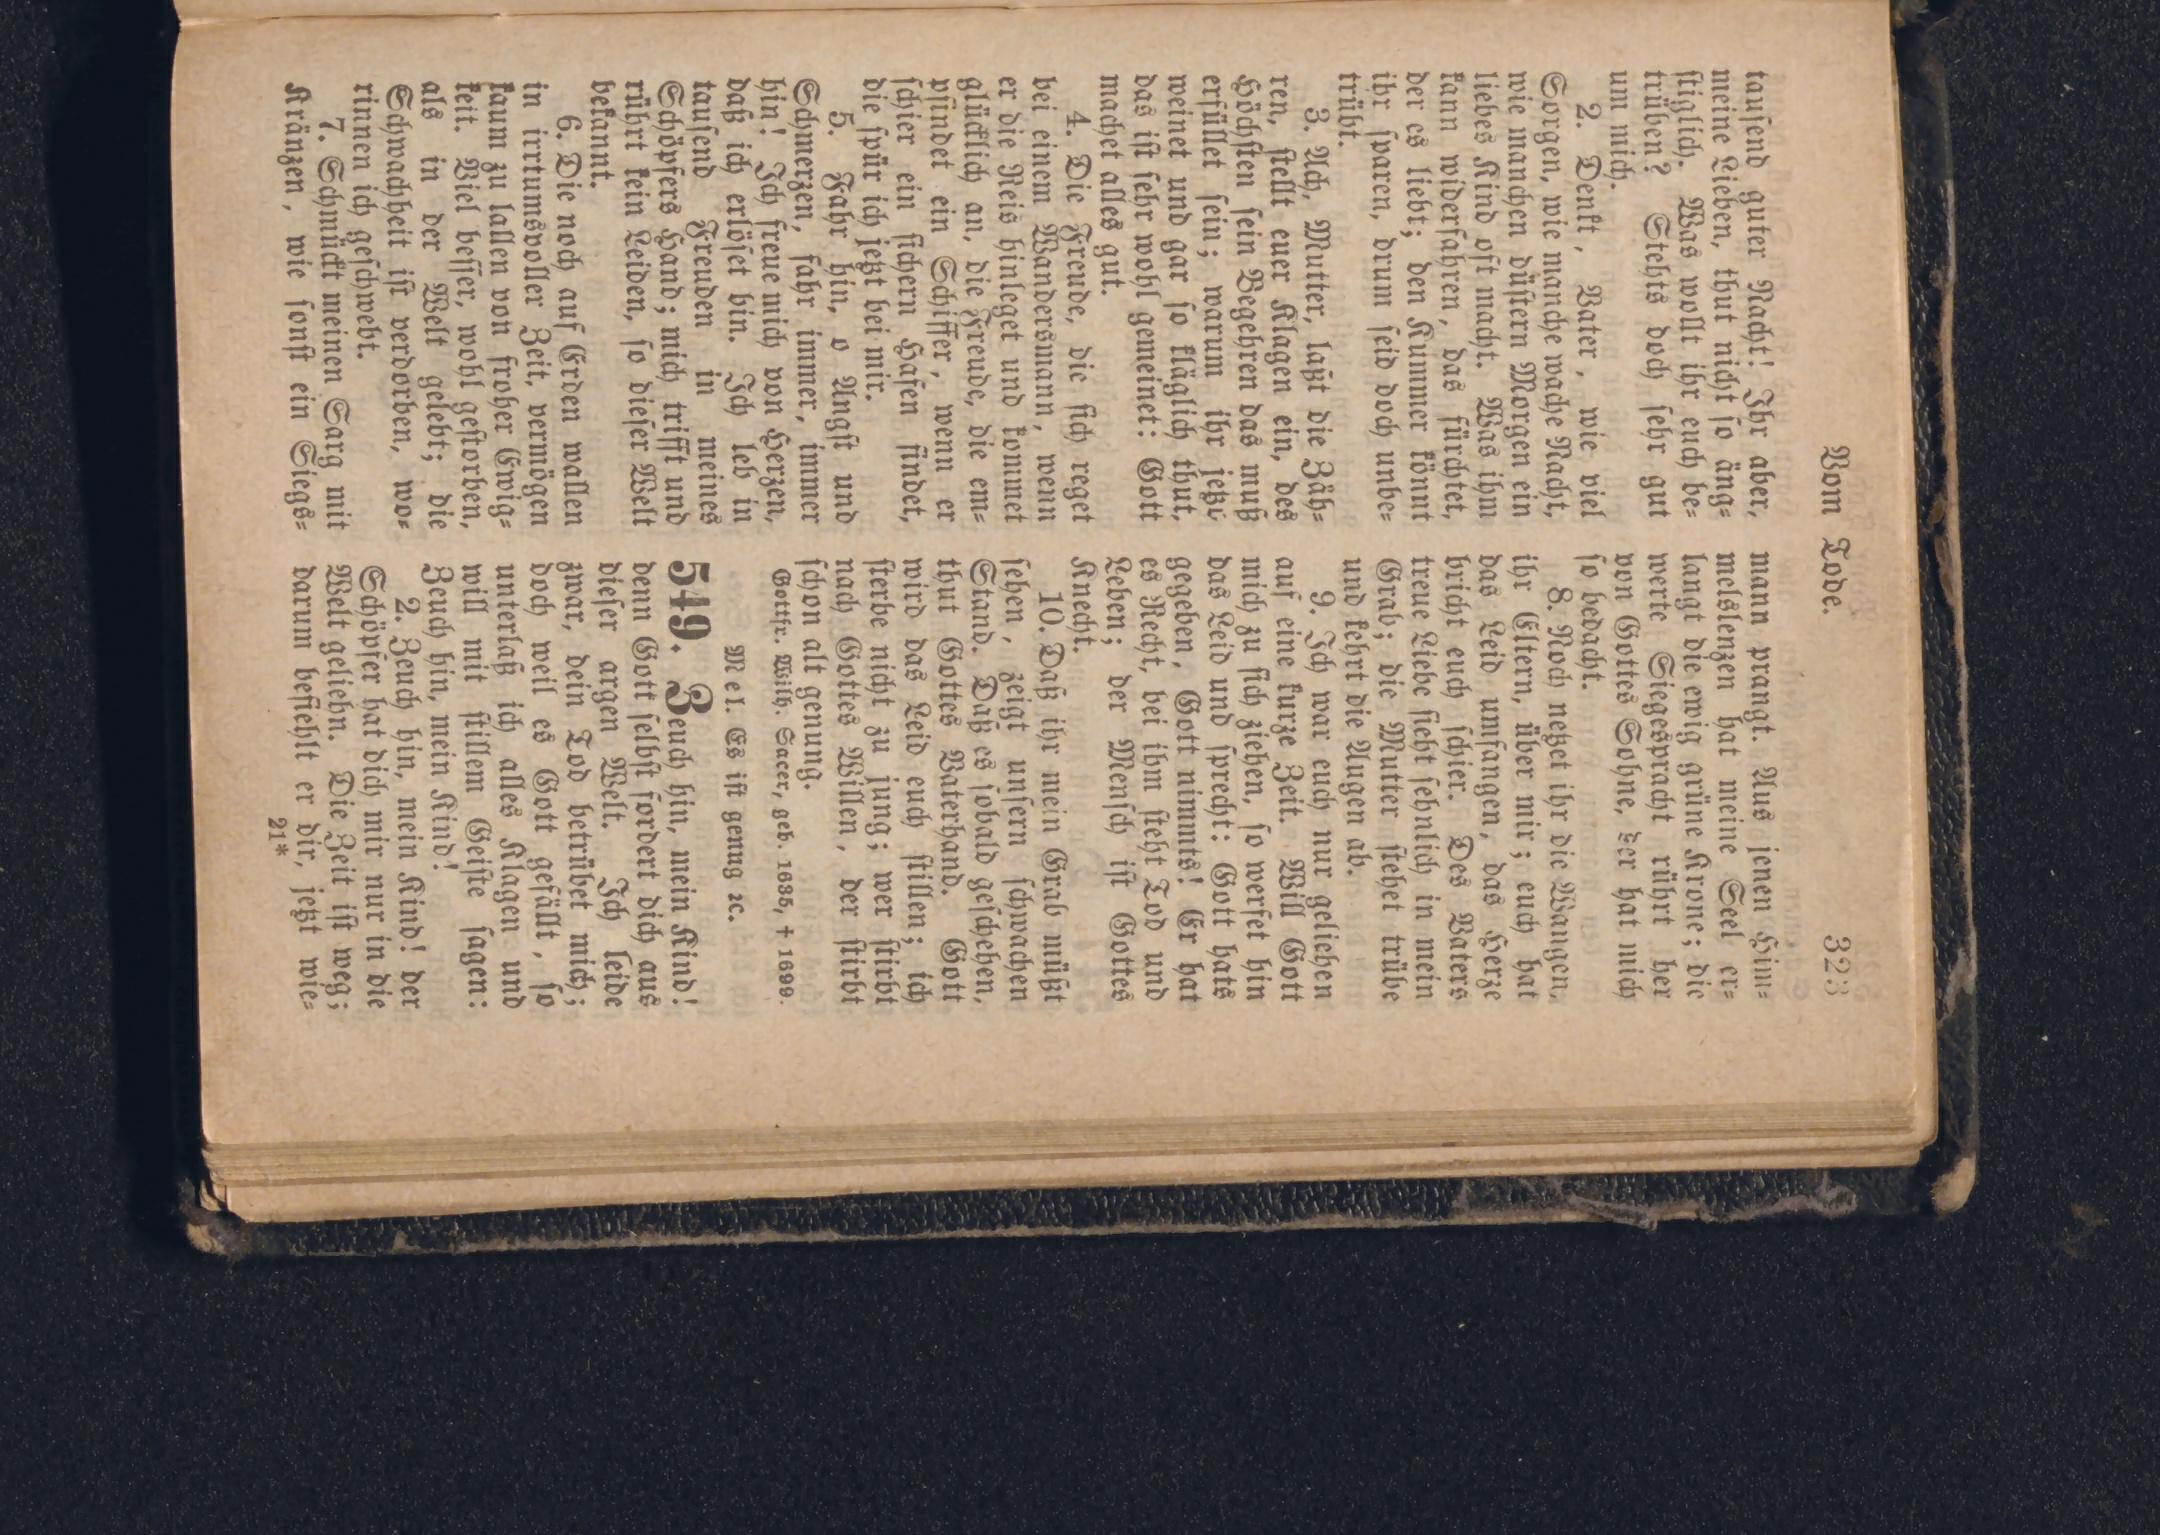 Vom Tode. 323
tausend guter Nacht! Ihr aber,
meine Lieben, thut nicht so äng-
stiglich. Was wollt ihr euch be-
trüben? Stehts doch sehr gut
um mich.
2. Denkt, Vater, wie viel
Sorgen, wie manche wache Nacht,
wie manchen düstern Morgen ein
liebes Kind oft macht. Was ihm
kann widerfahren, das fürchtet,
der es liebt; den Kummer könnt
ihr sparen, drum seid doch unbe-
trübt.
3. Ach, Mutter, laßt die Zäh-
ren, stellt euer Klagen ein, des
Höchsten sein Begehren das muß
erfüllet sein; warum ihr jetzt
weinet und gar so kläglich thut,
das ist sehr wohl gemeinet: Gott
machet alles gut.
4. Die Freude, die sich reget
bei einem Wandersmann, wenn
er die Reis hinleget und kommet
glücklich an, die Freude, die em-
pfindet ein Schiffer, wenn er
schier ein sichern Hafen findet,
die spür ich jetzt bei mir.
5. Fahr hin, o Angst und
Schmerzen, fahr immer, immer
hin! Ich freue mich von Herzen,
daß ich erlöset bin. Ich leb in
tausend Freuden in meines
Schöpfers Hand; mich trifft und
rührt kein Leiden, so dieser Welt
bekannt.
6. Die noch auf Erden wallen
in irrtumsvoller Zeit, vermögen
kaum zu lallen von froher Ewig-
keit. Viel besser, wohl gestorben,
als in der Welt gelebt; die
Schwachheit ist verdorben, wo-
rinnen ich geschwebt.
7. Schmückt meinen Sarg mit
Kränzen, wie sonst ein Siegs-
mann prangt. Aus jenen Him-
melslenzen hat meine Seel er-
langt die ewig grüne Krone; die
werte Siegespracht rührt her
von Gottes Sohne, der hat mich
so bedacht.
8. Noch netzet ihr die Wangen,
ihr Eltern, über mir; euch hat
das Leid umfangen, das Herze
bricht euch schier. Des Vaters
treue Liebe sieht sehnlich in mein
Grab; die Mutter stehet trübe
und kehrt die Augen ab.
9. Ich war euch nur geliehen
auf eine kurze Zeit. Will Gott
mich zu sich ziehen, so werfet hin
das Leid und sprecht: Gott hats
gegeben, Gott nimmts! Er hat
es Recht, bei ihm steht Tod und
Leben; der Mensch ist Gottes
Knecht.
10. Daß ihr mein Grab müßt
sehen, zeigt unsern schwachen
Stand. Daß es sobald geschehen,
thut Gottes Vaterhand. Gott
wird das Leid euch stillen; ich
sterbe nicht zu jung; wer stirbt
nach Gottes Willen, der stirbt
schon alt genung.
Gottfr. Wilh. Sacer, geb. 1635, † 1699.
Mel. Es ist genug ꝛc.
549. Zeuch hin, mein Kind!
denn Gott selbst fordert dich aus
dieser argen Welt. Ich leide
zwar, dein Tod betrübet mich;
doch weil es Gott gefällt, so
unterlaß ich alles Klagen und
will mit stillem Geiste sagen:
Zeuch hin, mein Kind!
2. Zeuch hin, mein Kind! der
Schöpfer hat dich mir nur in die
Welt geliehn. Die Zeit ist weg;
darum befiehlt er dir, jetzt wie-
21*